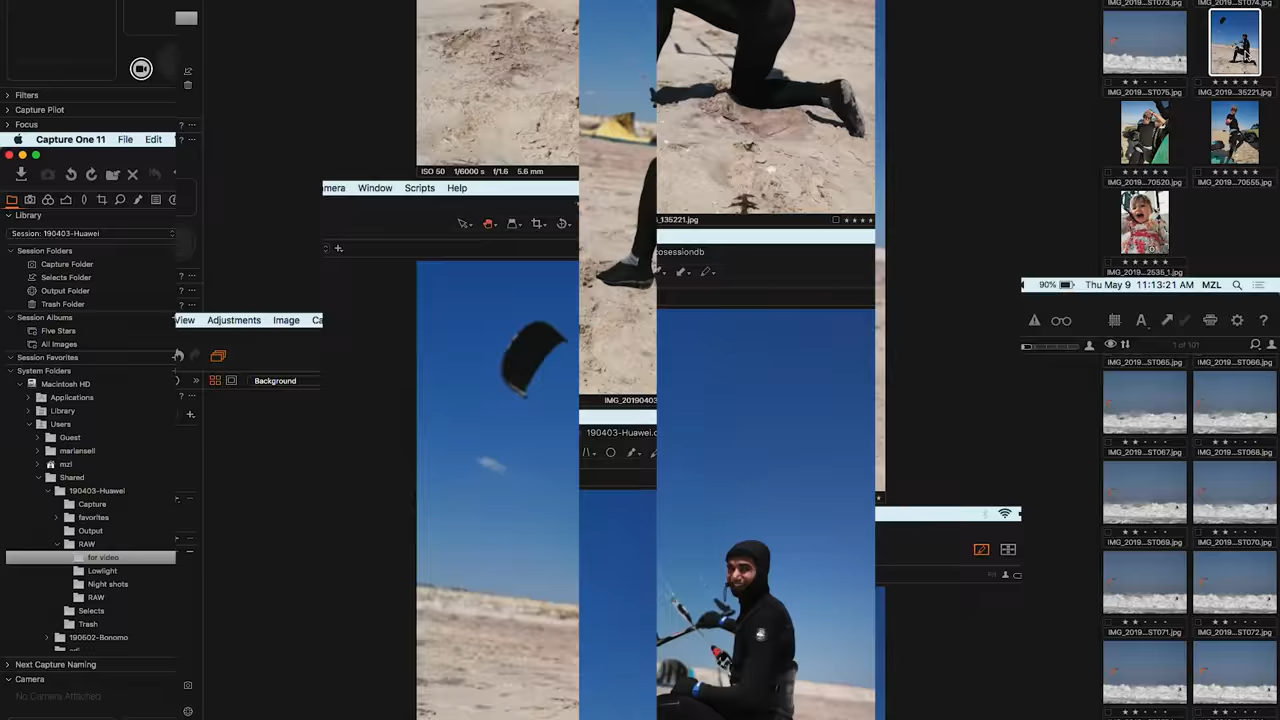 Filters
Capture Pilot
Focus
Capture One 11 File Edit
Library
Session: 190403-Huawei
Session Folders
Capture Folder
Selects Folder
Output Folder
Trash Folder
Session Albums
Five Stars
All Images
Session Favorites
System Folders
Macintosh HD
Applications
Library
Users
Guest
mariansell
mzl
Shared
190403-Huawei
Capture
favorites
Output
RAW
for video
Lowlight
Night shots
RAW
Selects
Trash
190502-Bonomo
Next Capture Naming
Camera
No Camera Attached
View Adjustments Image Ca
Background
ISO 50 1/6000 s f/1.6 5.6 mm
mera Window Scripts Help
IMG_20190403
190403-Huawei.c
_135221.jpg
osessiondb
IMG_2019...ST073.jpg IMG_2019...ST074.jpg
IMG_2019...ST075.jpg IMG_2019...35221.jpg
IMG_2019...70520.jpg IMG_2019...70555.jpg
IMG_2019...2535_1.jpg
90% Thu May 9 11:13:21 AM MZL
1 of 101
IMG_2019...ST065.jpg IMG_2019...ST066.jpg
IMG_2019...ST067.jpg IMG_2019...ST068.jpg
IMG_2019...ST069.jpg IMG_2019...ST070.jpg
IMG_2019...ST071.jpg IMG_2019...ST072.jpg